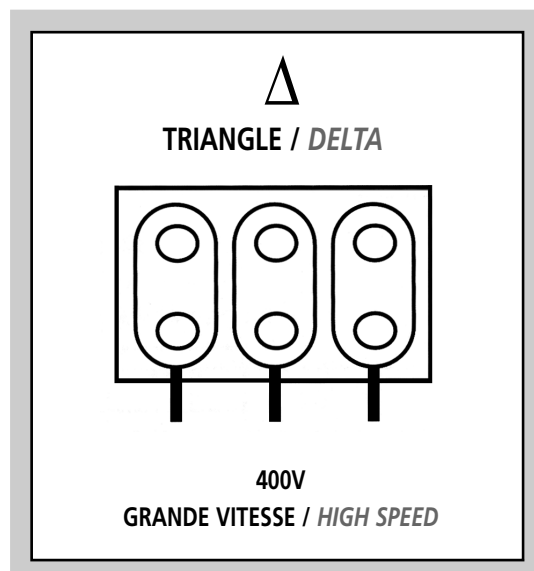 Δ
TRIANGLE / DELTA
400V
GRANDE VITESSE / HIGH SPEED